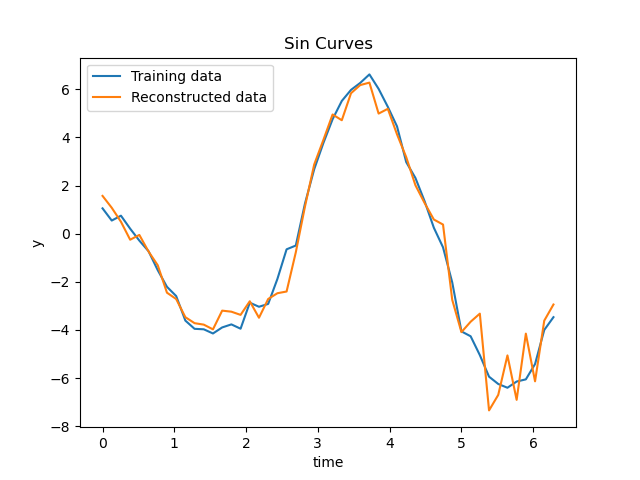 Sin Curves
Training data
Reconstructed data
6
4
2
0
−2
−4
−6
−8
y
0 1 2 3 4 5 6
time